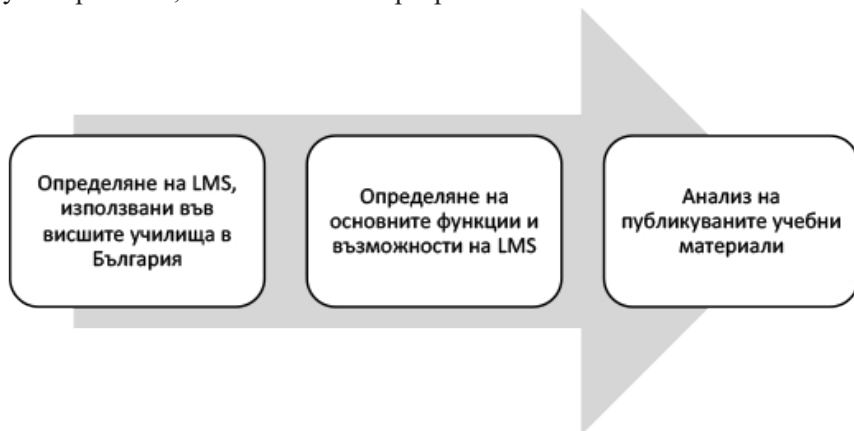 Определяне на LMS,
използвани във
висшите училища в
България
Определяне на
основните функции и
възможности на LMS
Анализ на
публикуваните учебни
материали